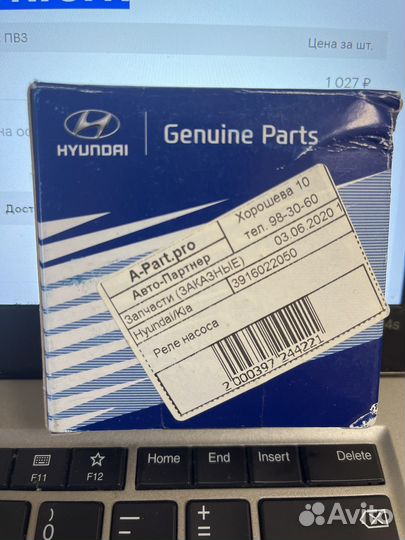 ПВЗ
Цена за шт.
1 027 ₽
HYUNDAI
Genuine Parts
A-Part.pro
Хорошева 10
Авто-Партнер
тел. 98-30-60
Запчасти (ЗАКАЗНЫЕ)
03.06.2020
Hyundai/Kia
3916022050
Реле насоса
2 000397 244221
Home
End
Insert
Delete
F11
F12
Avito